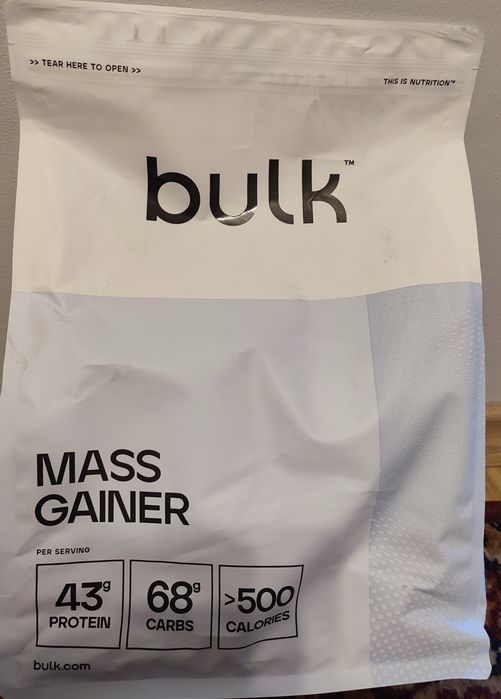 >> TEAR HERE TO OPEN >>
THIS IS NUTRITION™
bulk™
MASS
GAINER
PER SERVING
43g
PROTEIN
68g
CARBS
>500
CALORIES
bulk.com